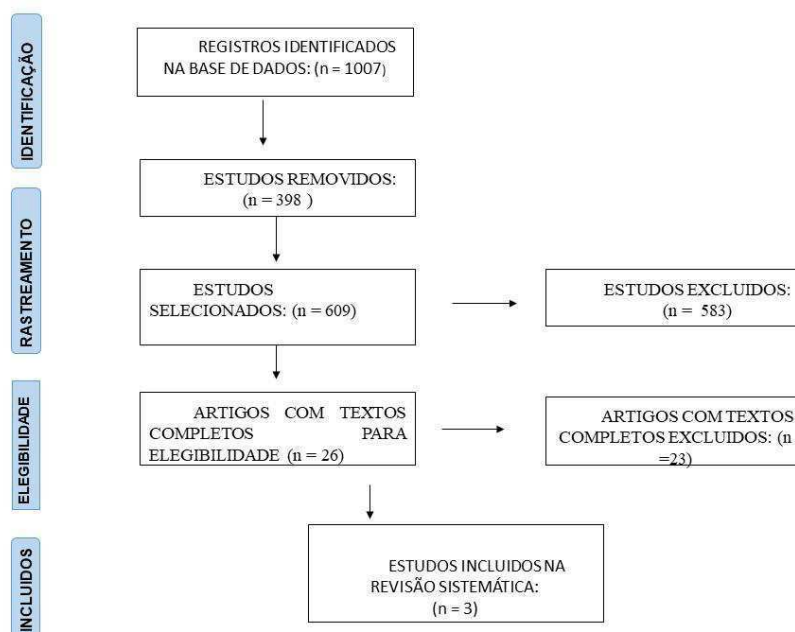 IDENTIFICAÇÃO
REGISTROS IDENTIFICADOS
NA BASE DE DADOS: (n = 1007)
ESTUDOS REMOVIDOS:
(n = 398 )
RASTREAMENTO
ESTUDOS
SELECIONADOS: (n = 609)
ESTUDOS EXCLUIDOS:
(n = 583)
ELEGIBILIDADE
ARTIGOS COM TEXTOS
COMPLETOS PARA
ELEGIBILIDADE (n = 26)
ARTIGOS COM TEXTOS
COMPLETOS EXCLUIDOS: (n
=23)
INCLUIDOS
ESTUDOS INCLUIDOS NA
REVISÃO SISTEMÁTICA:
(n = 3)